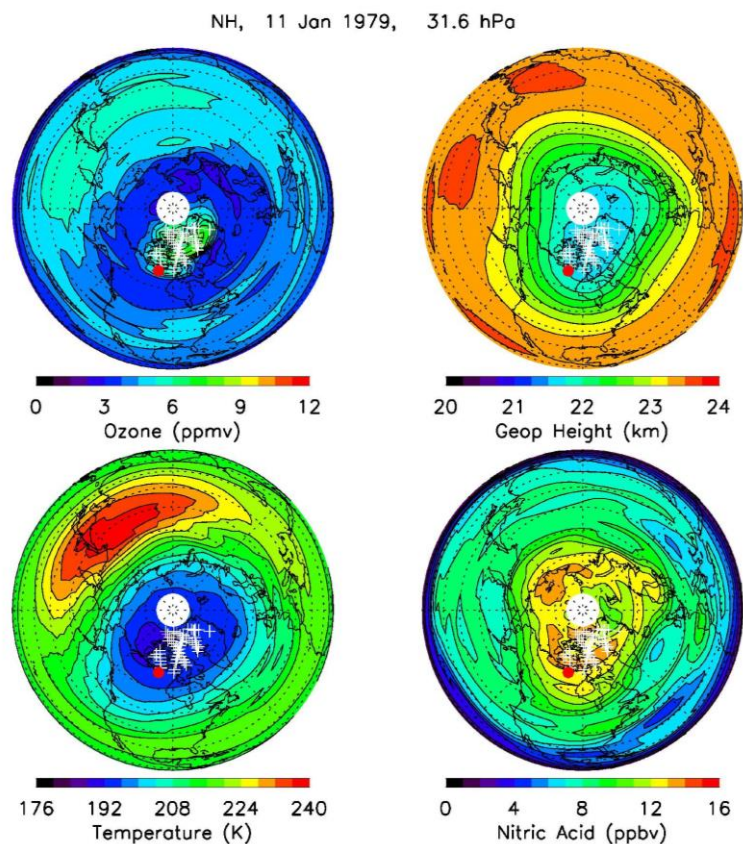 NH, 11 Jan 1979, 31.6 hPa
0 3 6 9 12
Ozone (ppmv)
20 21 22 23 24
Geop Height (km)
176 192 208 224 240
Temperature (K)
0 4 8 12 16
Nitric Acid (ppbv)